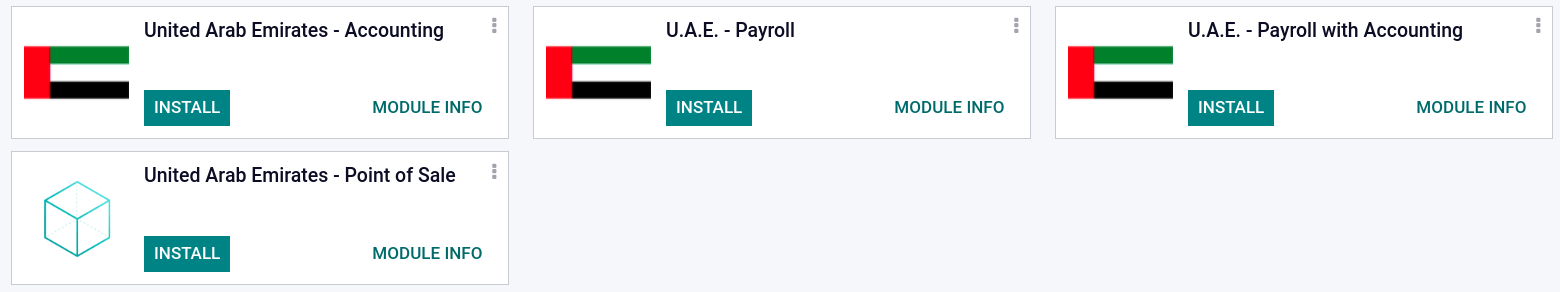 United Arab Emirates - Accounting
INSTALL MODULE INFO
U.A.E. - Payroll
INSTALL MODULE INFO
U.A.E. - Payroll with Accounting
INSTALL MODULE INFO
United Arab Emirates - Point of Sale
INSTALL MODULE INFO